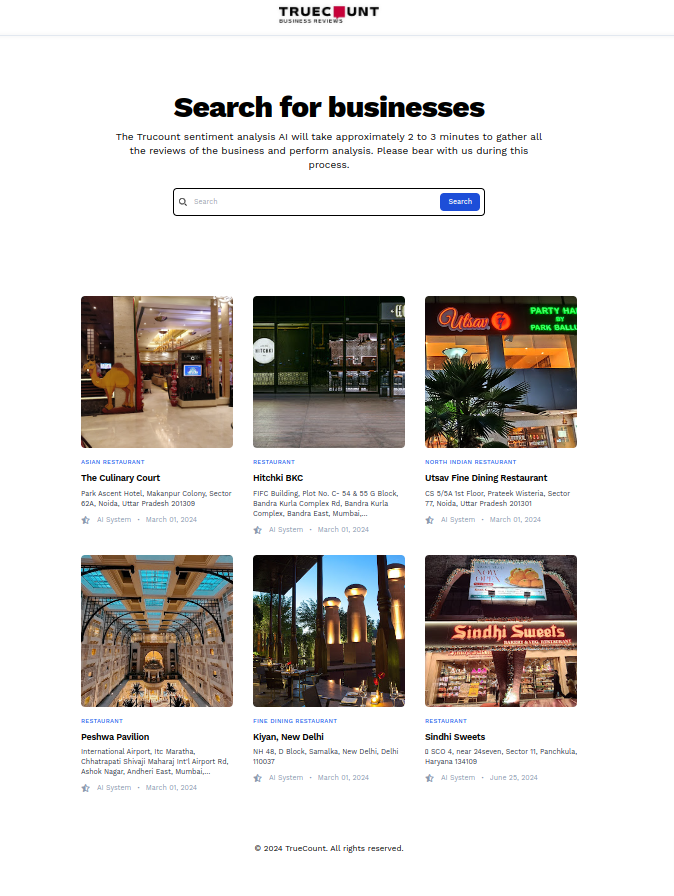 TRUECOUNT
BUSINESS REVIEWS
Search for businesses
The Trucount sentiment analysis AI will take approximately 2 to 3 minutes to gather all
the reviews of the business and perform analysis. Please bear with us during this
process.
Search
Search
HITCHKI
Utsav
PARTY HA
BY
PARK BALLU
ASIAN RESTAURANT
The Culinary Court
Park Ascent Hotel, Makanpur Colony, Sector
62A, Noida, Uttar Pradesh 201309
AI System • March 01, 2024
RESTAURANT
Hitchki BKC
FIFC Building, Plot No. C- 54 & 55 G Block,
Bandra Kurla Complex Rd, Bandra Kurla
Complex, Bandra East, Mumbai,...
AI System • March 01, 2024
NORTH INDIAN RESTAURANT
Utsav Fine Dining Restaurant
CS 5/5A 1st Floor, Prateek Wisteria, Sector
77, Noida, Uttar Pradesh 201301
AI System • March 01, 2024
NOW
OPEN
Sindhi Sweets
BAKERY & VEG. RESTAURANT
RESTAURANT
Peshwa Pavilion
International Airport, Itc Maratha,
Chhatrapati Shivaji Maharaj Int'l Airport Rd,
Ashok Nagar, Andheri East, Mumbai,...
AI System • March 01, 2024
FINE DINING RESTAURANT
Kiyan, New Delhi
NH 48, D Block, Samalka, New Delhi, Delhi
110037
AI System • March 01, 2024
RESTAURANT
Sindhi Sweets
SCO 4, near 24seven, Sector 11, Panchkula,
Haryana 134109
AI System • June 25, 2024
© 2024 TrueCount. All rights reserved.